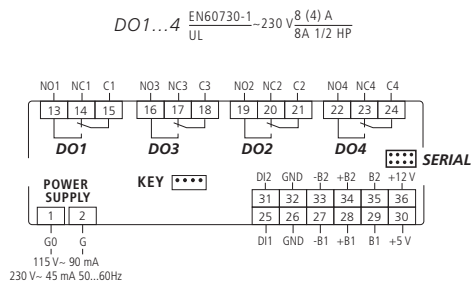 DO1...4 EN60730-1 ~230 V 8 (4) A
UL 8A 1/2 HP
NO1 NC1 C1 NO3 NC3 C3 NO2 NC2 C2 NO4 NC4 C4
13 14 15 16 17 18 19 20 21 22 23 24
DO1 DO3 DO2 DO4
SERIAL
KEY
POWER
SUPPLY
DI2 GND -B2 +B2 B2 +12 V
31 32 33 34 35 36
1 2 25 26 27 28 29 30
G0 G DI1 GND -B1 +B1 B1 +5 V
115 V~ 90 mA
230 V~ 45 mA 50...60Hz